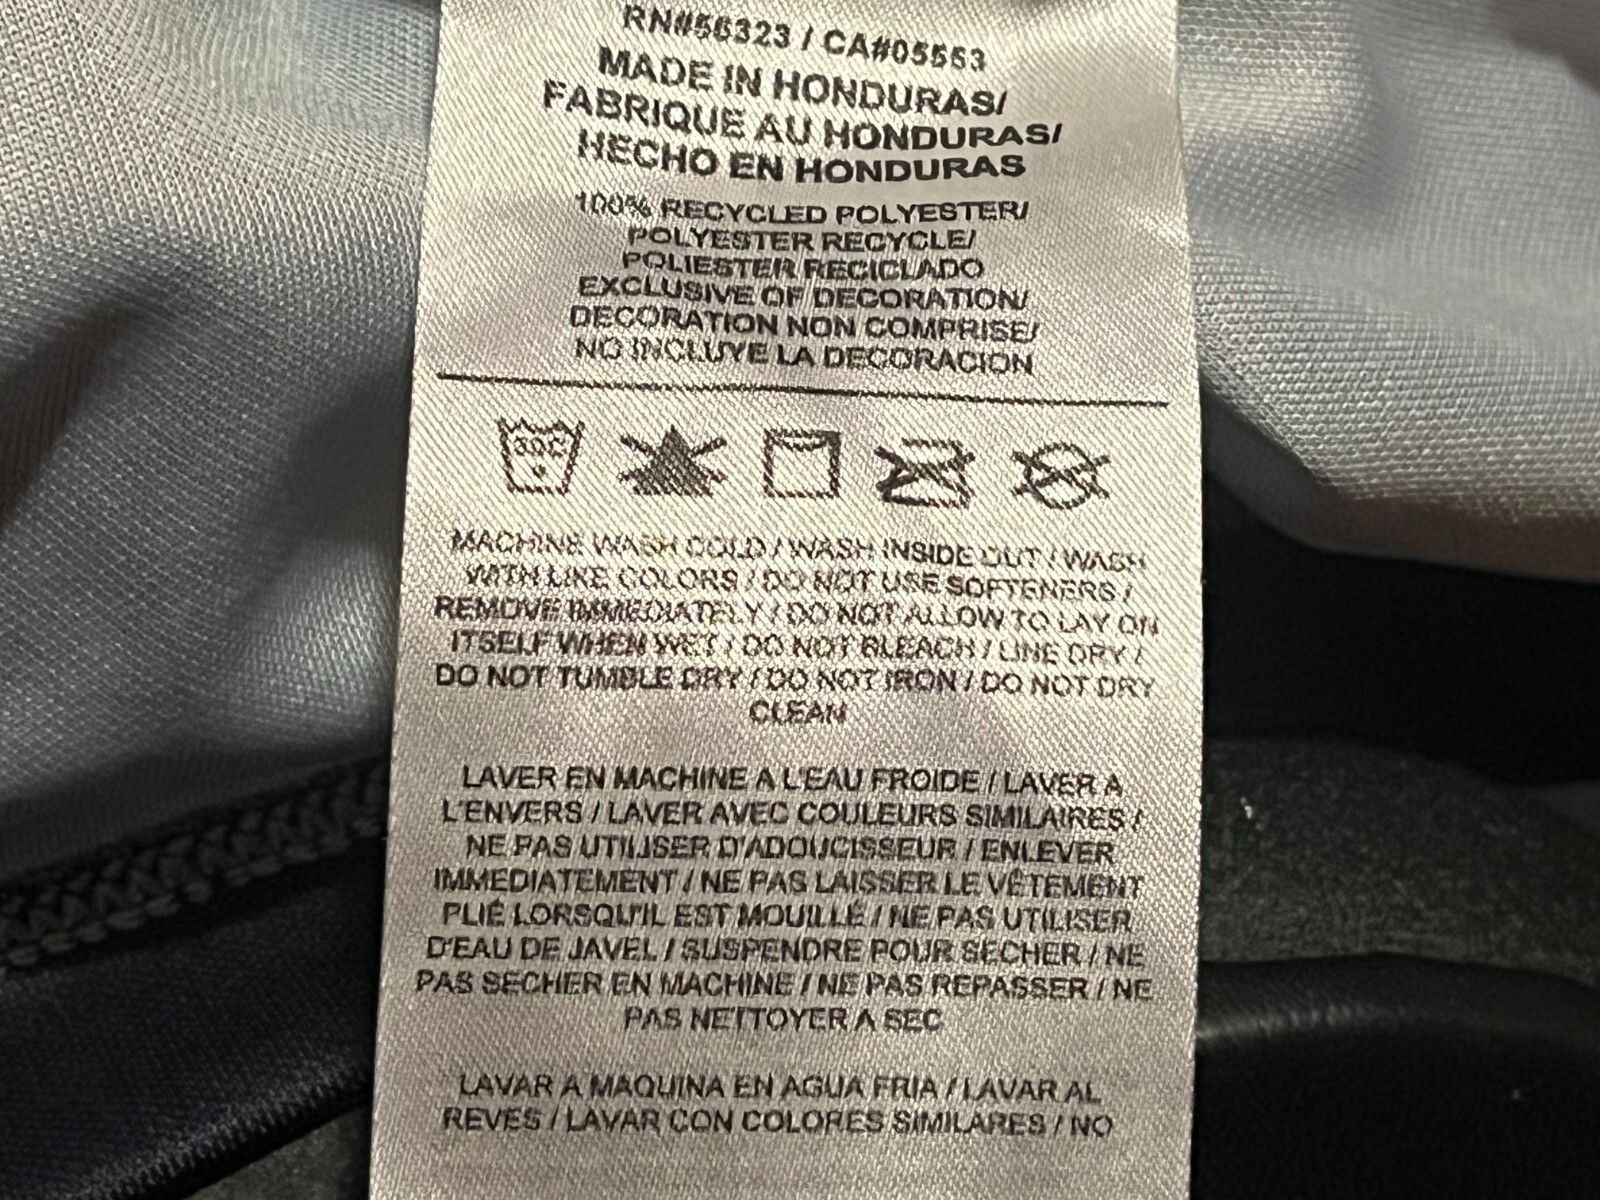 RN#56323 / CA#05553
MADE IN HONDURAS/
FABRIQUE AU HONDURAS/
HECHO EN HONDURAS
100% RECYCLED POLYESTER/
POLYESTER RECYCLE/
POLIESTER RECICLADO
EXCLUSIVE OF DECORATION/
DECORATION NON COMPRISE/
NO INCLUYE LA DECORACION
30C
MACHINE WASH COLD / WASH INSIDE OUT / WASH
WITH LIKE COLORS / DO NOT USE SOFTENERS /
REMOVE IMMEDIATELY / DO NOT ALLOW TO LAY ON
ITSELF WHEN WET / DO NOT BLEACH / LINE DRY /
DO NOT TUMBLE DRY / DO NOT IRON / DO NOT DRY
CLEAN
LAVER EN MACHINE A L'EAU FROIDE / LAVER A
L'ENVERS / LAVER AVEC COULEURS SIMILAIRES /
NE PAS UTILISER D'ADOUCISSEUR / ENLEVER
IMMEDIATEMENT / NE PAS LAISSER LE VÊTEMENT
PLIÉ LORSQU'IL EST MOUILLÉ / NE PAS UTILISER
D'EAU DE JAVEL / SUSPENDRE POUR SECHER / NE
PAS SECHER EN MACHINE / NE PAS REPASSER / NE
PAS NETTOYER A SEC
LAVAR A MAQUINA EN AGUA FRIA / LAVAR AL
REVES / LAVAR CON COLORES SIMILARES / NO